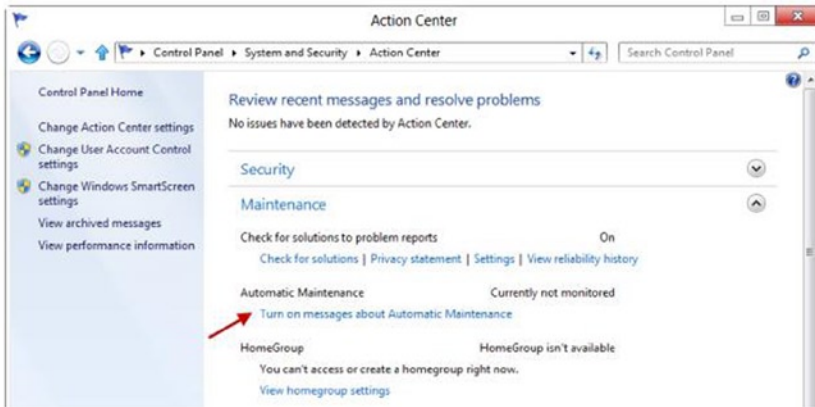 Action Center
Control Panel ▸ System and Security ▸ Action Center
Search Control Panel
Control Panel Home
Change Action Center settings
Change User Account Control
settings
Change Windows SmartScreen
settings
View archived messages
View performance information
Review recent messages and resolve problems
No issues have been detected by Action Center.
Security
Maintenance
Check for solutions to problem reports On
Check for solutions | Privacy statement | Settings | View reliability history
Automatic Maintenance Currently not monitored
Turn on messages about Automatic Maintenance
HomeGroup HomeGroup isn't available
You can't access or create a homegroup right now.
View homegroup settings